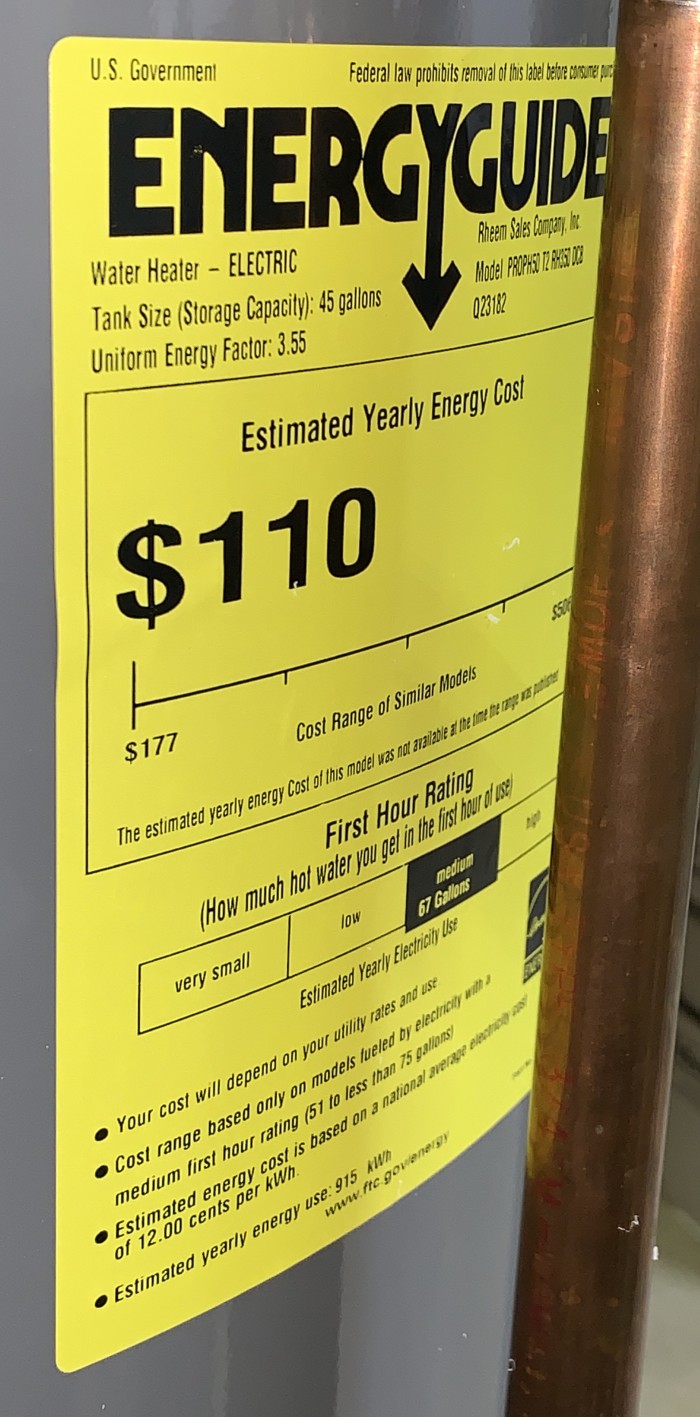 U.S. Government
Federal law prohibits removal of this label before consumer
ENERGYGUIDE
Water Heater – ELECTRIC
Tank Size (Storage Capacity): 45 gallons
Uniform Energy Factor: 3.55
Rheem Sales Company, Inc.
Model PROPH50 T2 RH350 DCB
Q23182
Estimated Yearly Energy Cost
$110
$177
$506
Cost Range of Similar Models
The estimated yearly energy Cost of this model was not available at the time the range was published
First Hour Rating
(How much hot water you get in the first hour of use)
very small
low
medium
67 Gallons
high
Estimated Yearly Electricity Use
● Your cost will depend on your utility rates and use
● Cost range based only on models fueled by electricity with a
medium first hour rating (51 to less than 75 gallons)
● Estimated energy cost is based on a national average electricity cost
of 12.00 cents per kWh.
● Estimated yearly energy use: 915 kWh
www.ftc.gov/energy